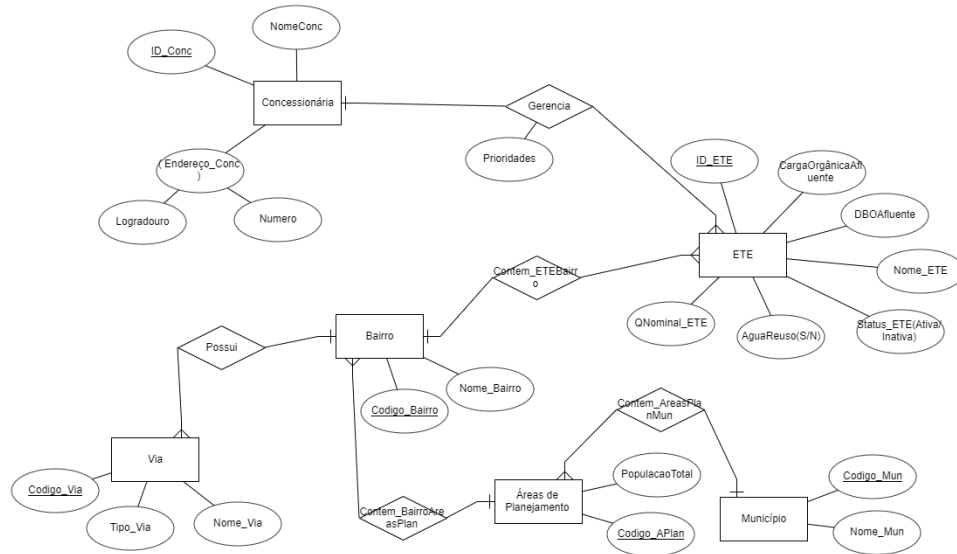 NomeConc
ID_Conc
Concessionária
Gerencia
( Endereço_Conc
)
Prioridades
ID_ETE
CargaOrgânicaAfl
uente
Logradouro
Numero
DBOAfluente
ETE
Contem_ETEBairr
o
Nome_ETE
QNominal_ETE
AguaReuso(S/N)
Status_ETE(Ativa/
Inativa)
Possui
Bairro
Nome_Bairro
Codigo_Bairro
Contem_AreasPla
nMun
Via
Codigo_Via
Tipo_Via
Nome_Via
PopulacaoTotal
Áreas de
Planejamento
Contem_BairroAr
easPlan
Codigo_APlan
Codigo_Mun
Município
Nome_Mun